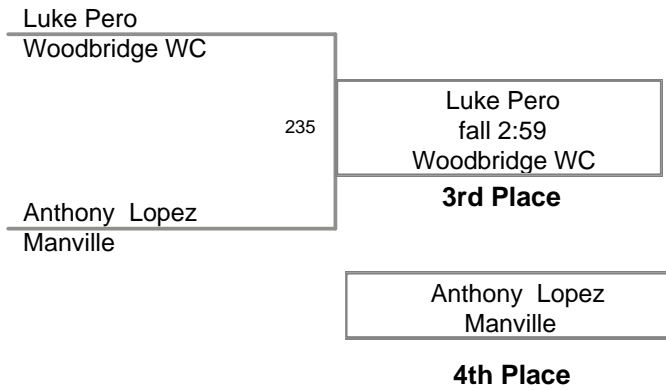 Luke Pero
Woodbridge WC
235
Luke Pero
fall 2:59
Woodbridge WC
3rd Place
Anthony  Lopez
Manville
Anthony  Lopez
Manville
4th Place